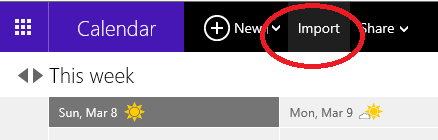 Calendar New Import Share
This week
Sun, Mar 8 Mon, Mar 9